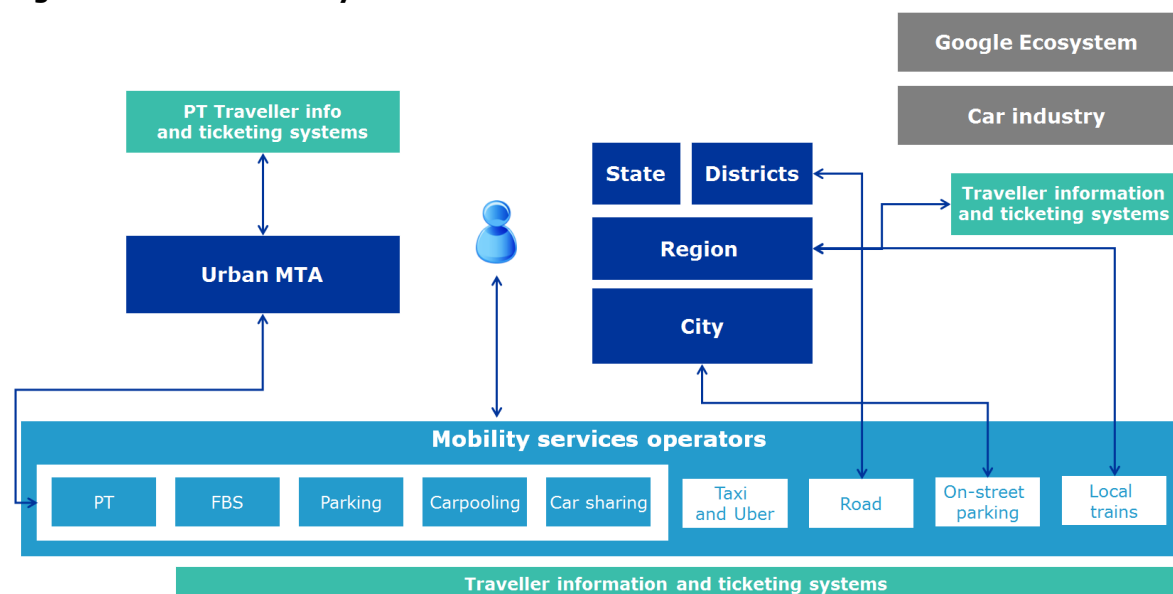 Google Ecosystem
Car industry
PT Traveller info
and ticketing systems
State
Districts
Traveller information
and ticketing systems
Region
Urban MTA
City
Mobility services operators
PT
FBS
Parking
Carpooling
Car sharing
Taxi
and Uber
Road
On-street
parking
Local
trains
Traveller information and ticketing systems